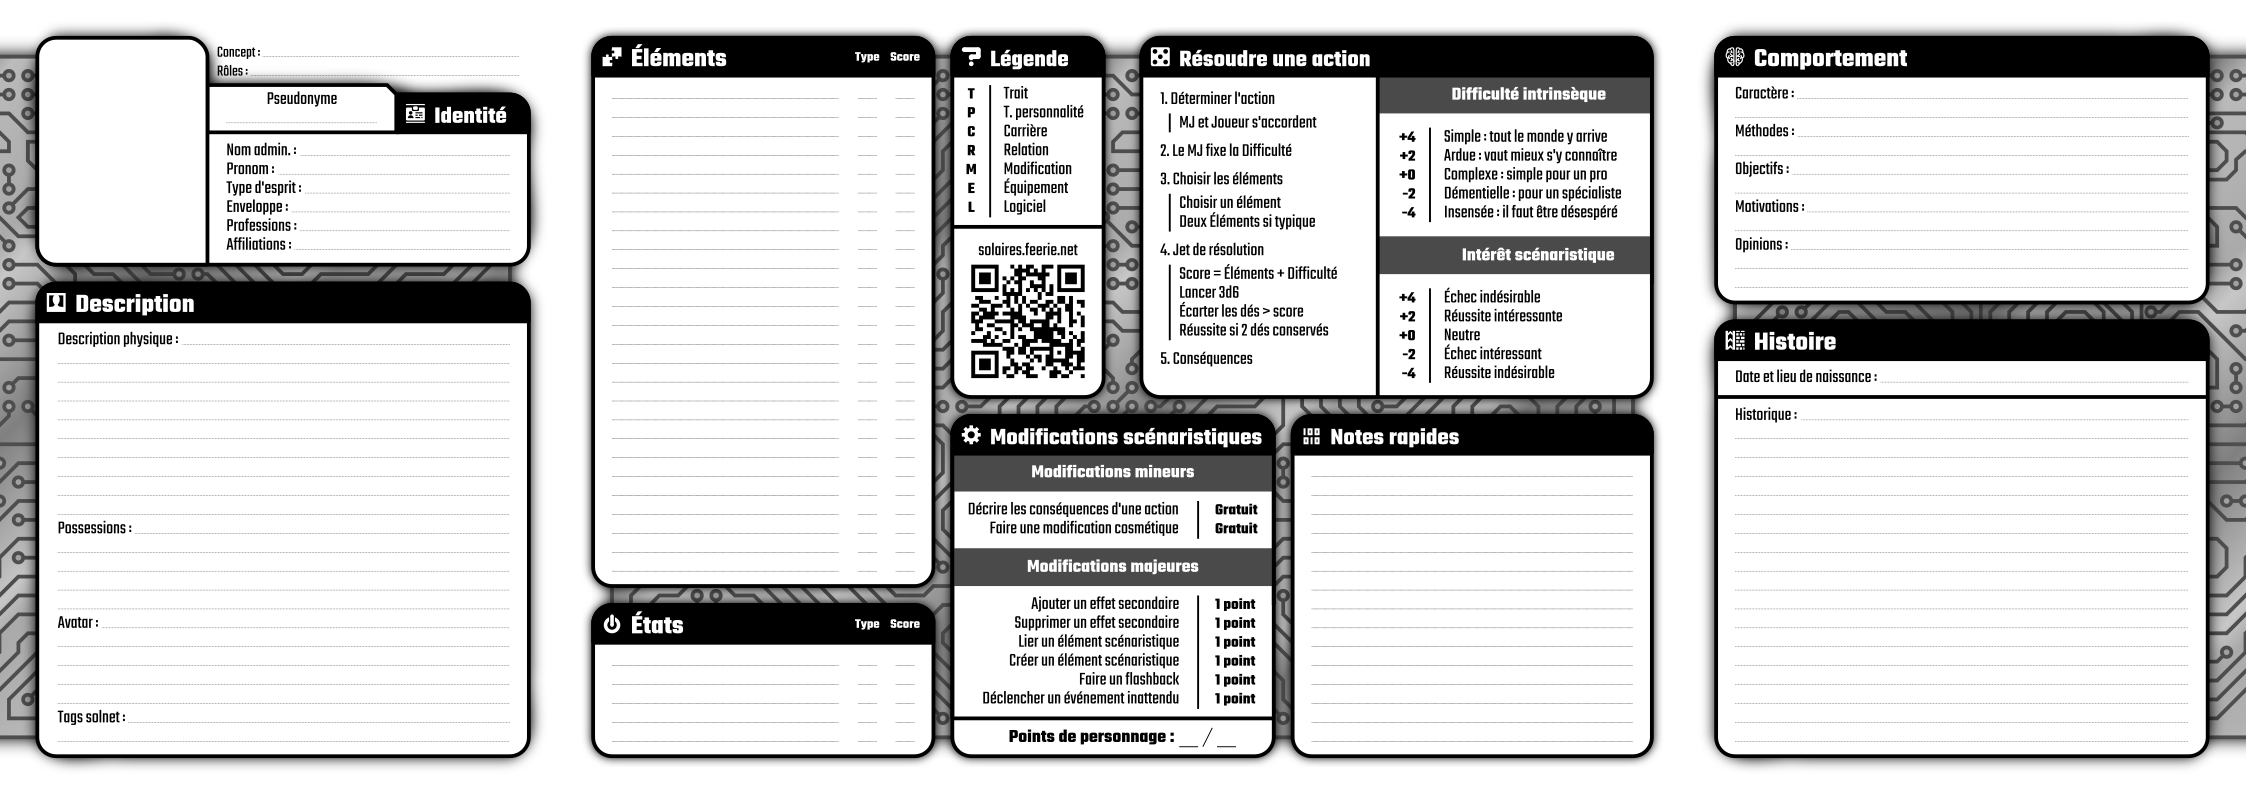 Concept :
Rôles :
Pseudonyme
Identité
Nom admin. :
Pronom :
Type d'esprit :
Enveloppe :
Professions :
Affiliations :
Description
Description physique :
Possessions :
Avatar :
Tags solnet :
Éléments Type Score
États Type Score
Légende
T Trait
P T. personnalité
C Carrière
R Relation
M Modification
E Équipement
L Logiciel
solaires.feerie.net
Résoudre une action
1. Déterminer l'action
MJ et Joueur s'accordent
2. Le MJ fixe la Difficulté
3. Choisir les éléments
Choisir un élément
Deux Éléments si typique
4. Jet de résolution
Score = Éléments + Difficulté
Lancer 3d6
Écarter les dés > score
Réussite si 2 dés conservés
5. Conséquences
Difficulté intrinsèque
+4 Simple : tout le monde y arrive
+2 Ardue : vaut mieux s'y connaître
+0 Complexe : simple pour un pro
-2 Démentielle : pour un spécialiste
-4 Insensée : il faut être désespéré
Intérêt scénaristique
+4 Échec indésirable
+2 Réussite intéressante
+0 Neutre
-2 Échec intéressant
-4 Réussite indésirable
Modifications scénaristiques
Modifications mineurs
Décrire les conséquences d'une action Gratuit
Faire une modification cosmétique Gratuit
Modifications majeures
Ajouter un effet secondaire 1 point
Supprimer un effet secondaire 1 point
Lier un élément scénaristique 1 point
Créer un élément scénaristique 1 point
Faire un flashback 1 point
Déclencher un événement inattendu 1 point
Points de personnage : __ / __
Notes rapides
Comportement
Caractère :
Méthodes :
Objectifs :
Motivations :
Opinions :
Histoire
Date et lieu de naissance :
Historique :